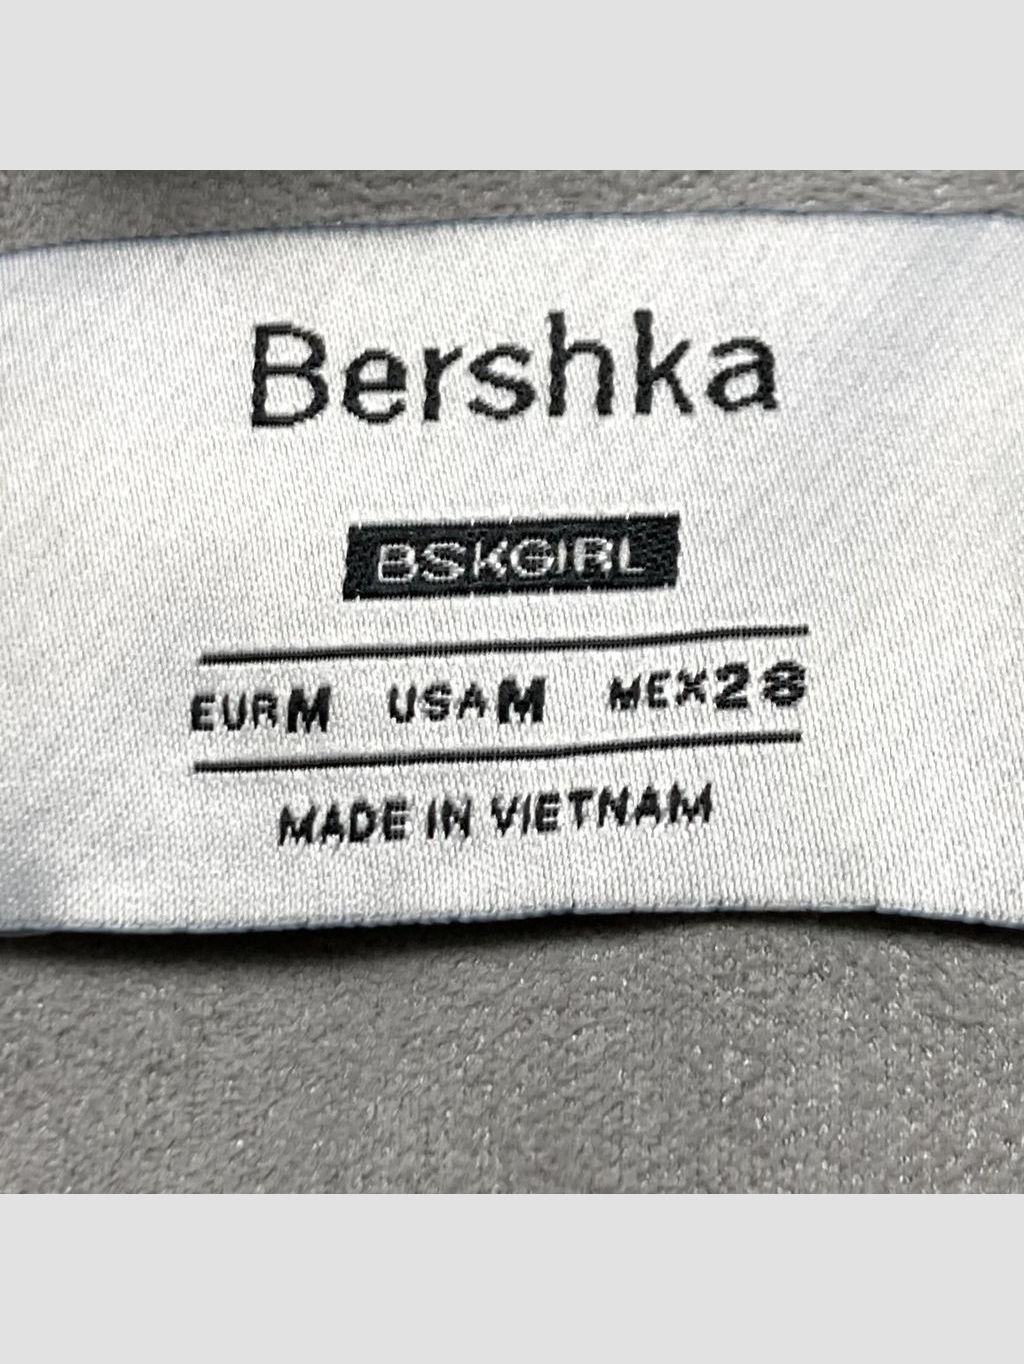 Bershka
BSKGIRL
EUR M USA M MEX 28
MADE IN VIETNAM